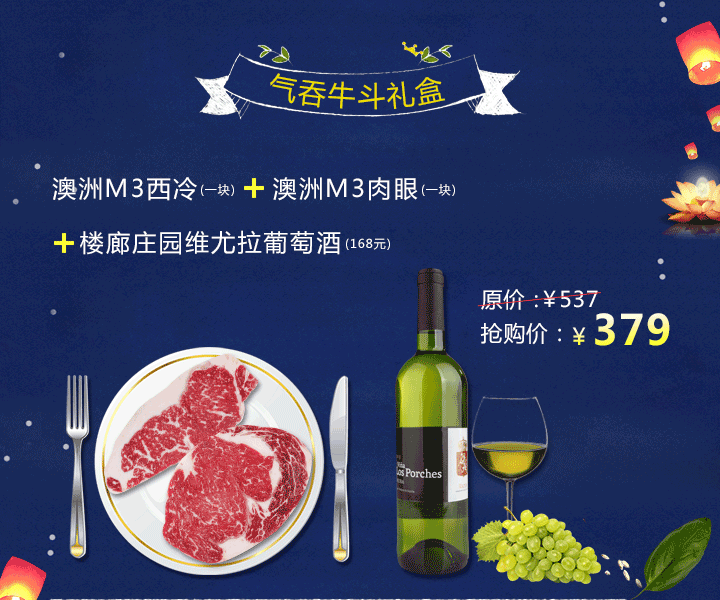 气吞牛斗礼盒
澳洲M3西冷(一块)+澳洲M3肉眼(一块)
+楼廊庄园维尤拉葡萄酒(168元)
原价:¥537
抢购价:¥379
Los Porches